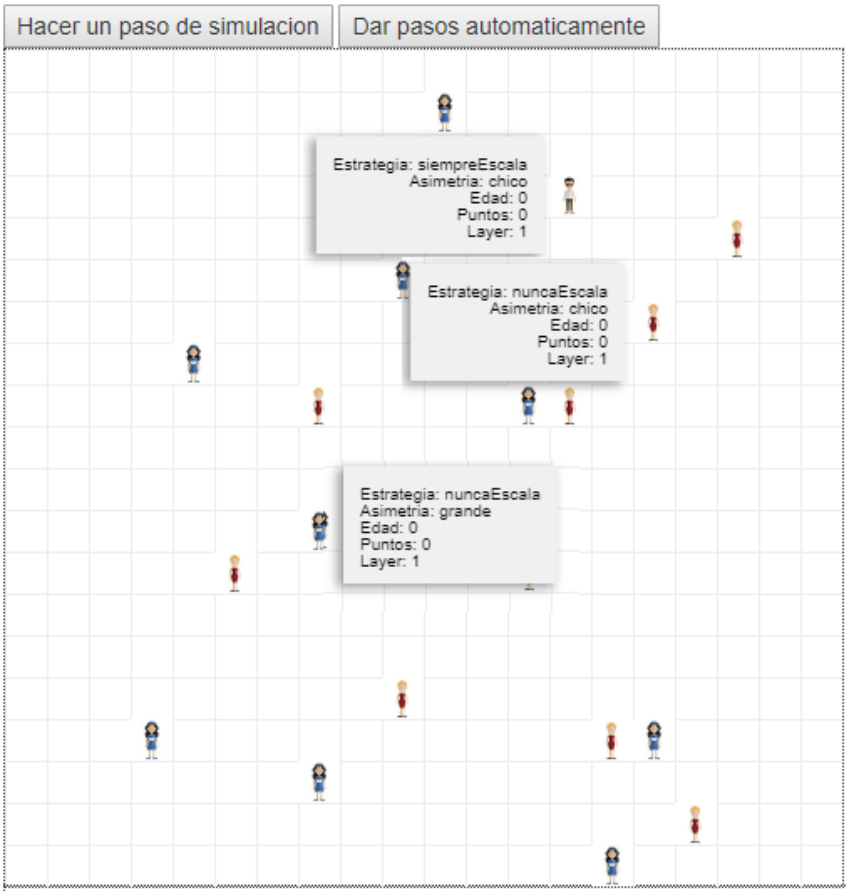 Hacer un paso de simulacion
Dar pasos automaticamente
Estrategia: siempreEscala
Asimetria: chico
Edad: 0
Puntos: 0
Layer: 1
Estrategia: nuncaEscala
Asimetria: chico
Edad: 0
Puntos: 0
Layer: 1
Estrategia: nuncaEscala
Asimetria: grande
Edad: 0
Puntos: 0
Layer: 1